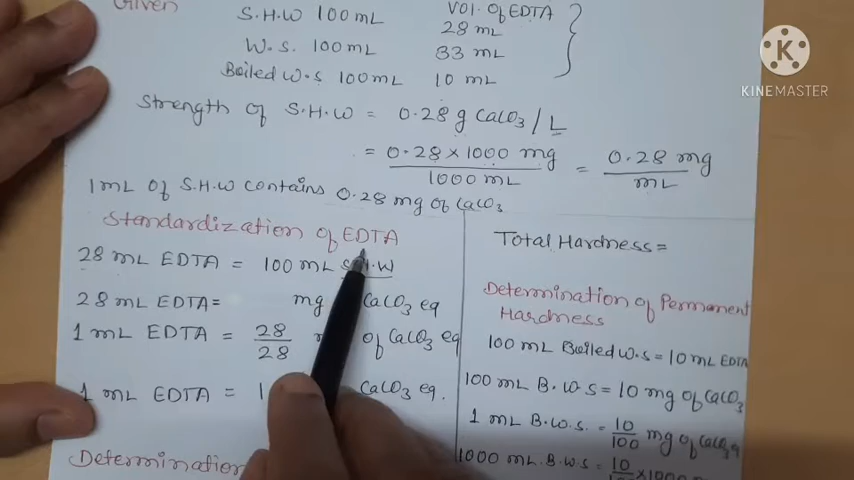 Given
S.H.W 100 mL
Vol. of EDTA
28 mL
W.S. 100 mL
33 mL
Boiled W.S 100 mL
10 mL
Strength of S.H.W = 0.28 g CaCO3/L
= 0.28 × 1000 mg / 1000 mL = 0.28 mg / mL
1mL of S.H.W contains 0.28 mg of CaCO3
Standardization of EDTA
28 mL EDTA = 100 mL S.H.W
28 mL EDTA = mg CaCO3 eq
1 mL EDTA = 28/28 of CaCO3 eq
1 mL EDTA = 1 CaCO3 eq.
Determination
Total Hardness =
Determination of Permanent
Hardness
100 mL Boiled W.S = 10 mL EDTA
100 mL B.W.S = 10 mg of CaCO3
1 mL B.W.S. = 10/100 mg of CaCO3 eq
1000 mL B.W.S = 10 × 1000
K
KINEMASTER